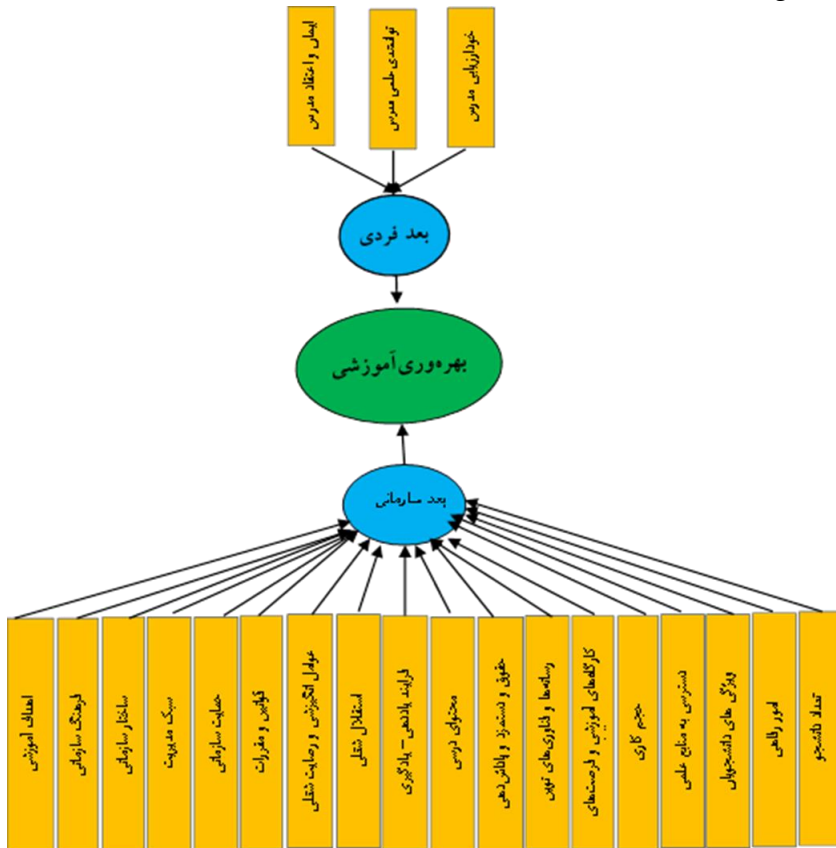 خودارزیابی مدرس
توانمندی علمی مدرس
ایمان و اعتقاد مدرس
بعد فردی
بهره‌وری آموزشی
بعد سازمانی
تعداد دانشجو
امور رفاهی
ویژگی های دانشجویان
دسترسی به منابع علمی
حجم کاری
کارگاه‌های آموزشی و فرصت‌های
رسانه‌ها و فناوری‌های نوین
حقوق و دستمزد و پاداش‌دهی
محتوای درسی
فرایند یاددهی – یادگیری
استقلال شغلی
عوامل انگیزشی و رضایت شغلی
قوانین و مقررات
حمایت سازمانی
سبک مدیریت
ساختار سازمانی
فرهنگ سازمانی
اهداف آموزشی